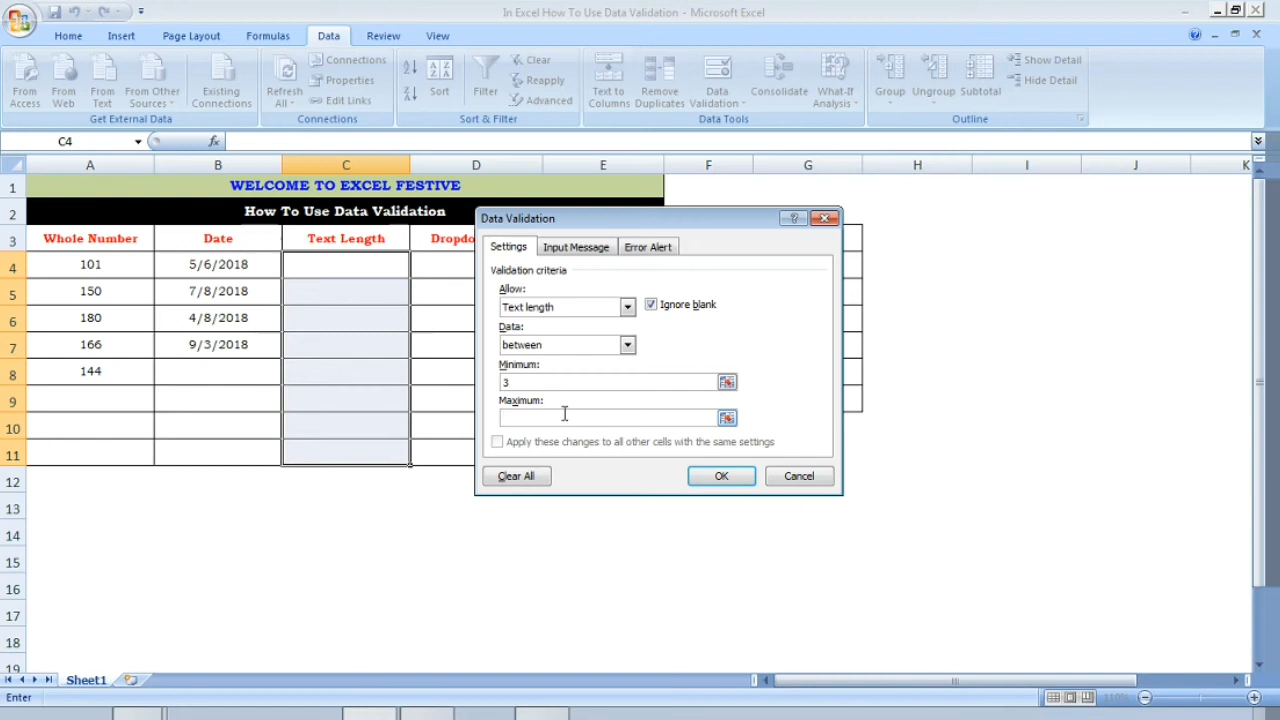 In Excel How To Use Data Validation - Microsoft Excel
Home Insert Page Layout Formulas Data Review View
From Access
From Web
From Text
From Other Sources
Existing Connections
Get External Data
Refresh All
Connections
Properties
Edit Links
Connections
Sort
Filter
Clear
Reapply
Advanced
Sort & Filter
Text to Columns
Remove Duplicates
Data Validation
Consolidate
What-If Analysis
Data Tools
Group
Ungroup
Subtotal
Show Detail
Hide Detail
Outline
C4 fx
A B C D E F G H I J K
1 WELCOME TO EXCEL FESTIVE
2 How To Use Data Validation
3 Whole Number Date Text Length Dropdo
4 101 5/6/2018
5 150 7/8/2018
6 180 4/8/2018
7 166 9/3/2018
8 144
9
10
11
12
13
14
15
16
17
18
19
Data Validation
Settings Input Message Error Alert
Validation criteria
Allow:
Text length Ignore blank
Data:
between
Minimum:
3
Maximum:
Apply these changes to all other cells with the same settings
Clear All OK Cancel
Sheet1
Enter 110%